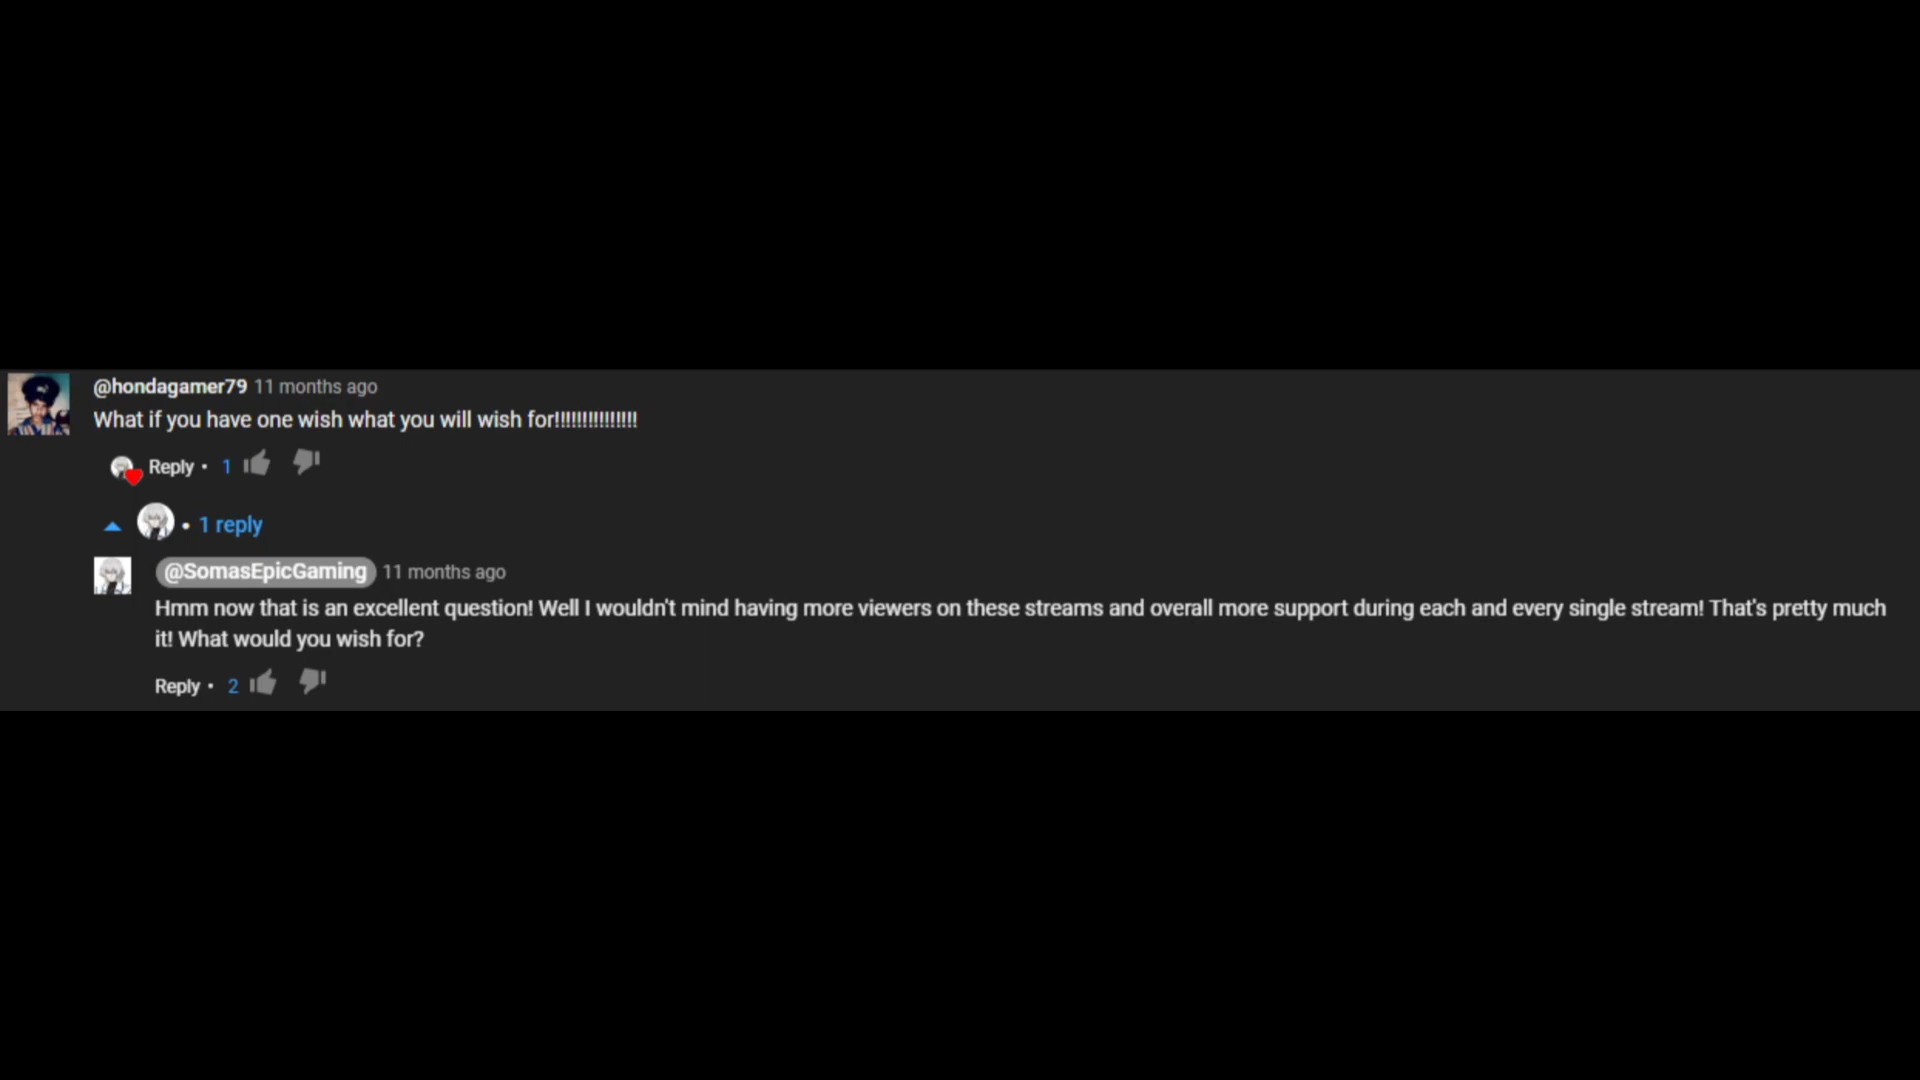 @hondagamer79 11 months ago
What if you have one wish what you will wish for!!!!!!!!!!!!!!!
Reply • 1
• 1 reply
@SomasEpicGaming 11 months ago
Hmm now that is an excellent question! Well I wouldn't mind having more viewers on these streams and overall more support during each and every single stream! That's pretty much
it! What would you wish for?
Reply • 2